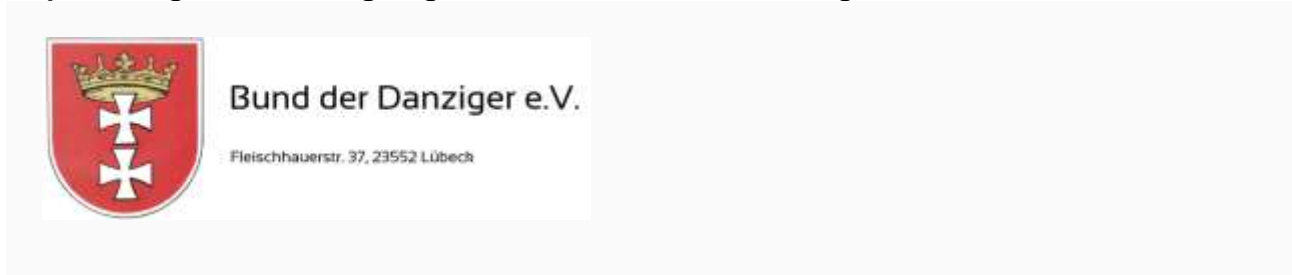 Bund der Danziger e.V.
Fleischhauerstr. 37, 23552 Lübeck